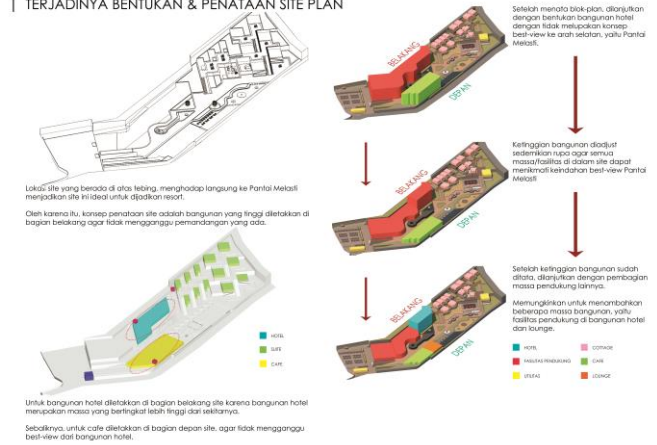 TERJADINYA BENTUKAN & PENATAAN SITE PLAN
Lokasi site yang berada di atas tebing, menghadap langsung ke Pantai Melasti
menjadikan site ini ideal untuk dijadikan resort.
Oleh karena itu, konsep penataan site adalah bangunan yang tinggi diletakkan di
bagian belakang agar tidak mengganggu pemandangan yang ada.
HOTEL
SUITE
CAFE
Untuk bangunan hotel diletakkan di bagian belakang site karena bangunan hotel
merupakan massa yang bertingkat lebih tinggi dari sekitarnya.
Sebaliknya, untuk cafe diletakkan di bagian depan site, agar tidak mengganggu
best-view dari bangunan hotel.
BELAKANG
DEPAN
Setelah menata blok-plan, dilanjutkan
dengan bentukan bangunan hotel
dengan tidak melupakan konsep
best-view ke arah selatan, yaitu Pantai
Melasti.
BELAKANG
DEPAN
Ketinggian bangunan diadjust
sedemikian rupa agar semua
massa/fasilitas di dalam site dapat
menikmati keindahan best-view Pantai
Melasti
BELAKANG
DEPAN
Setelah ketinggian bangunan sudah
ditata, dilanjutkan dengan pembagian
massa pendukung lainnya.
Memungkinkan untuk menambahkan
beberapa massa bangunan, yaitu
fasilitas pendukung di bangunan hotel
dan lounge.
HOTEL
COTTAGE
FASILITAS PENDUKUNG
CAFE
UTILITAS
LOUNGE